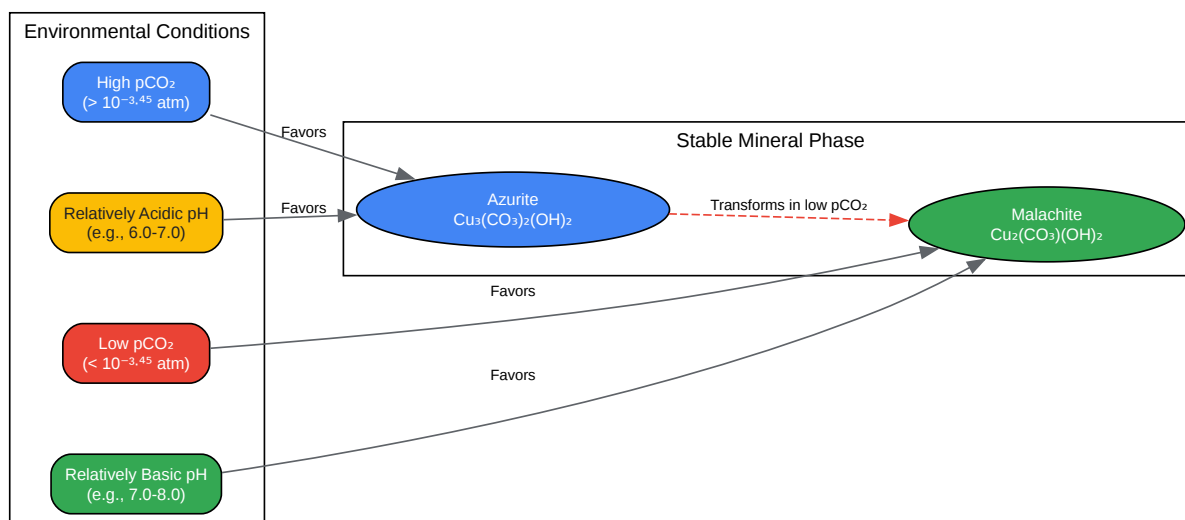 Environmental Conditions
High pCO₂
(> 10⁻³·⁴⁵ atm)
Favors
Stable Mineral Phase
Relatively Acidic pH
(e.g., 6.0-7.0)
Favors
Azurite
Cu₃(CO₃)₂(OH)₂
Transforms in low pCO₂
Malachite
Cu₂(CO₃)(OH)₂
Low pCO₂
(< 10⁻³·⁴⁵ atm)
Favors
Relatively Basic pH
(e.g., 7.0-8.0)
Favors